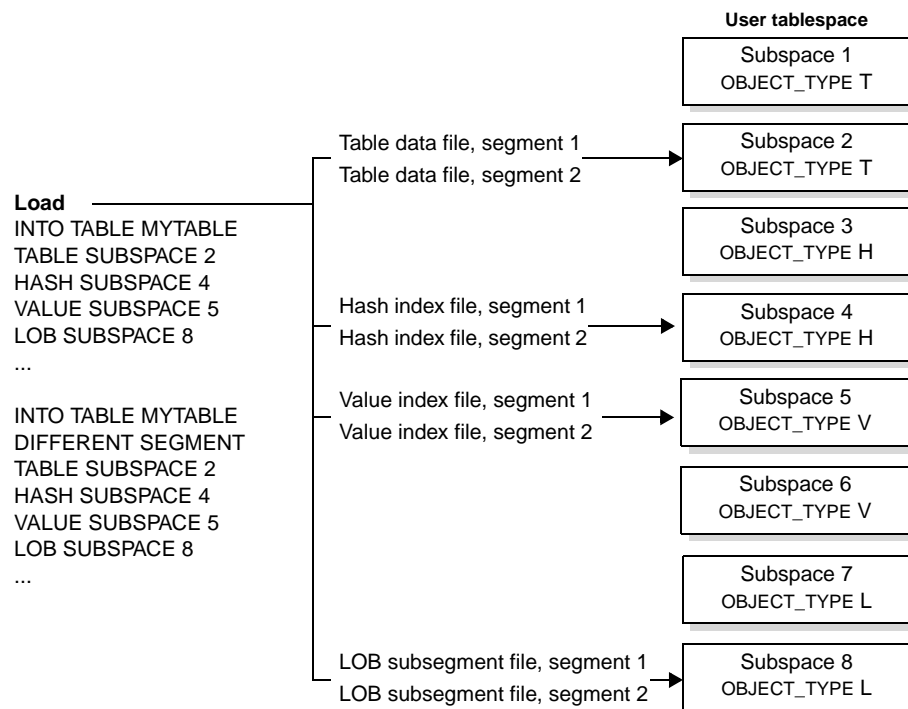 User tablespace
Subspace 1
OBJECT_TYPE T
Table data file, segment 1
Table data file, segment 2
Subspace 2
OBJECT_TYPE T
Load
INTO TABLE MYTABLE
TABLE SUBSPACE 2
HASH SUBSPACE 4
VALUE SUBSPACE 5
LOB SUBSPACE 8
...
Subspace 3
OBJECT_TYPE H
Hash index file, segment 1
Hash index file, segment 2
Subspace 4
OBJECT_TYPE H
INTO TABLE MYTABLE
DIFFERENT SEGMENT
TABLE SUBSPACE 2
HASH SUBSPACE 4
VALUE SUBSPACE 5
LOB SUBSPACE 8
...
Value index file, segment 1
Value index file, segment 2
Subspace 5
OBJECT_TYPE V
Subspace 6
OBJECT_TYPE V
Subspace 7
OBJECT_TYPE L
LOB subsegment file, segment 1
LOB subsegment file, segment 2
Subspace 8
OBJECT_TYPE L